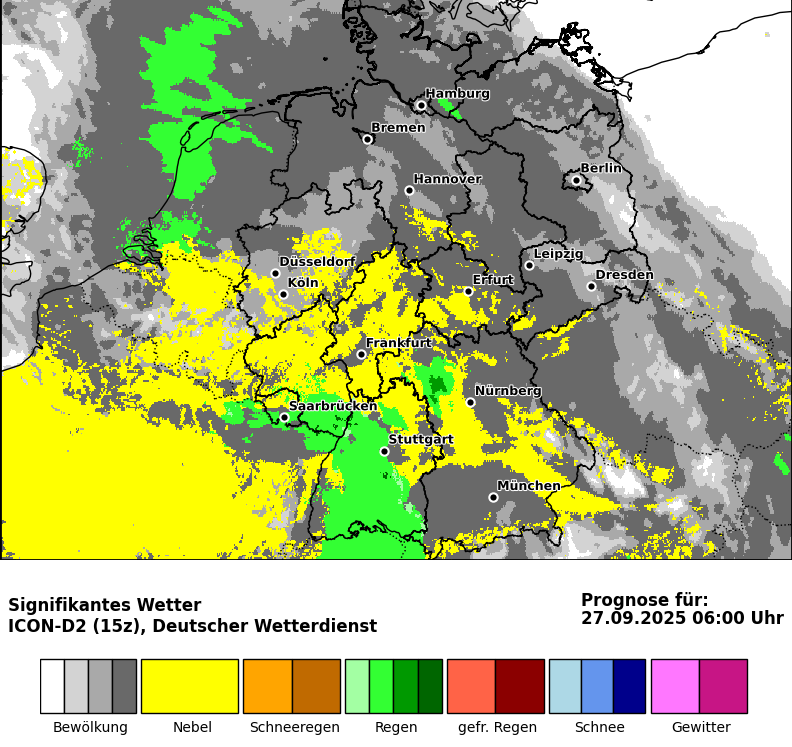 Hamburg
Bremen
Berlin
Hannover
Leipzig
Düsseldorf
Dresden
Erfurt
Köln
Frankfurt
Nürnberg
Saarbrücken
Stuttgart
München
Signifikantes Wetter
ICON-D2 (15z), Deutscher Wetterdienst
Prognose für:
27.09.2025 06:00 Uhr
Bewölkung Nebel Schneeregen Regen gefr. Regen Schnee Gewitter